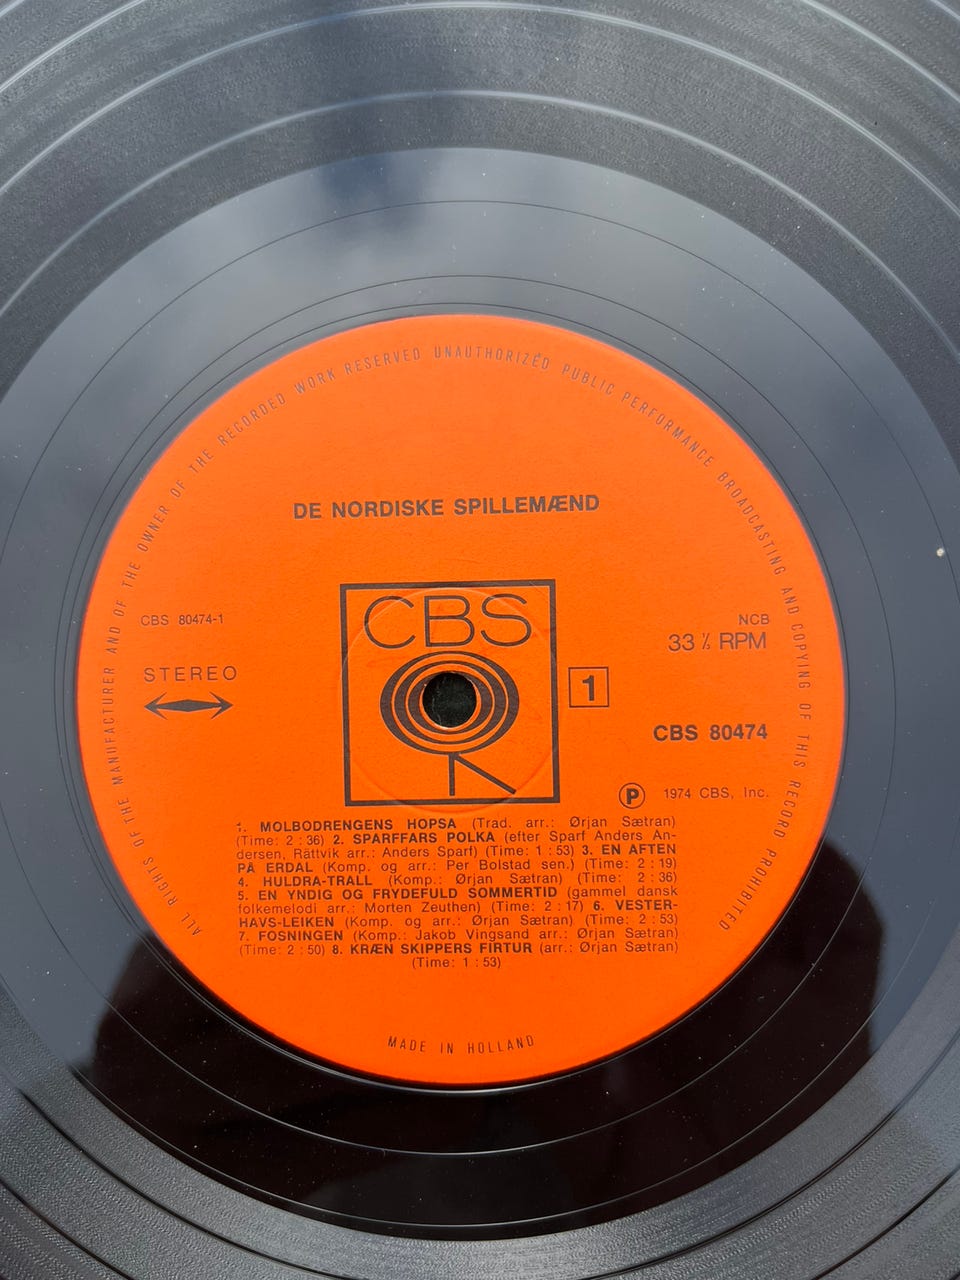 ALL RIGHTS OF THE MANUFACTURER AND OF THE OWNER OF THE RECORDED WORK RESERVED UNAUTHORIZED PUBLIC PERFORMANCE BROADCASTING AND COPYING OF THIS RECORD PROHIBITED
DE NORDISKE SPILLEMÆND
CBS
CBS 80474-1
STEREO
1
NCB
33 ⅓ RPM
CBS 80474
Ⓟ 1974 CBS, Inc.
1. MOLBODRENGENS HOPSA (Trad. arr.: Ørjan Sætran)
(Time: 2 : 36) 2. SPARFFARS POLKA (efter Sparf Anders An-
dersen, Rättvik arr.: Anders Sparf) (Time: 1 : 53) 3. EN AFTEN
PÅ ERDAL (Komp. og arr.: Per Bolstad sen.) (Time: 2 : 19)
4. HULDRA-TRALL (Komp.: Ørjan Sætran) (Time: 2 : 36)
5. EN YNDIG OG FRYDEFULD SOMMERTID (gammel dansk
folkemelodi arr.: Morten Zeuthen) (Time: 2 : 17) 6. VESTER-
HAVS-LEIKEN (Komp. og arr.: Ørjan Sætran) (Time: 2 : 53)
7. FOSNINGEN (Komp.: Jakob Vingsand arr.: Ørjan Sætran)
(Time: 2 : 50) 8. KRÆN SKIPPERS FIRTUR (arr.: Ørjan Sætran)
(Time: 1 : 53)
MADE IN HOLLAND